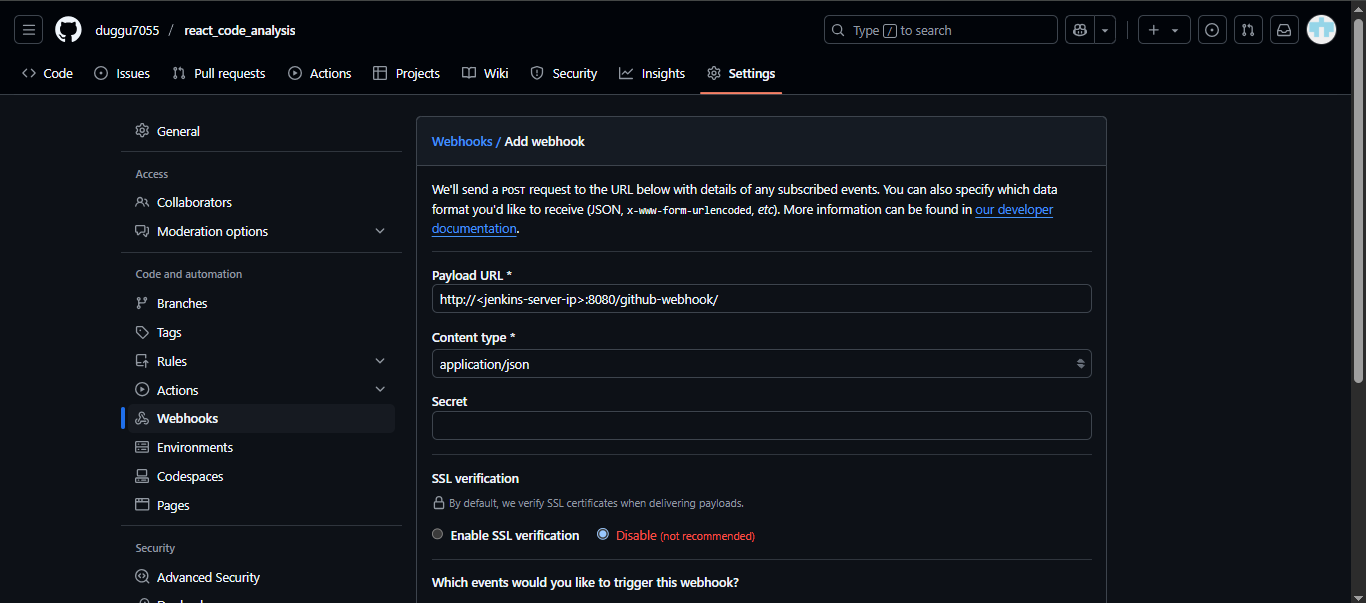 duggu7055 / react_code_analysis
Type / to search
Code Issues Pull requests Actions Projects Wiki Security Insights Settings
General
Access
Collaborators
Moderation options
Code and automation
Branches
Tags
Rules
Actions
Webhooks
Environments
Codespaces
Pages
Security
Advanced Security
Webhooks / Add webhook
We'll send a POST request to the URL below with details of any subscribed events. You can also specify which data
format you'd like to receive (JSON, x-www-form-urlencoded, etc). More information can be found in our developer
documentation.
Payload URL *
http://<jenkins-server-ip>:8080/github-webhook/
Content type *
application/json
Secret
SSL verification
By default, we verify SSL certificates when delivering payloads.
Enable SSL verification Disable (not recommended)
Which events would you like to trigger this webhook?